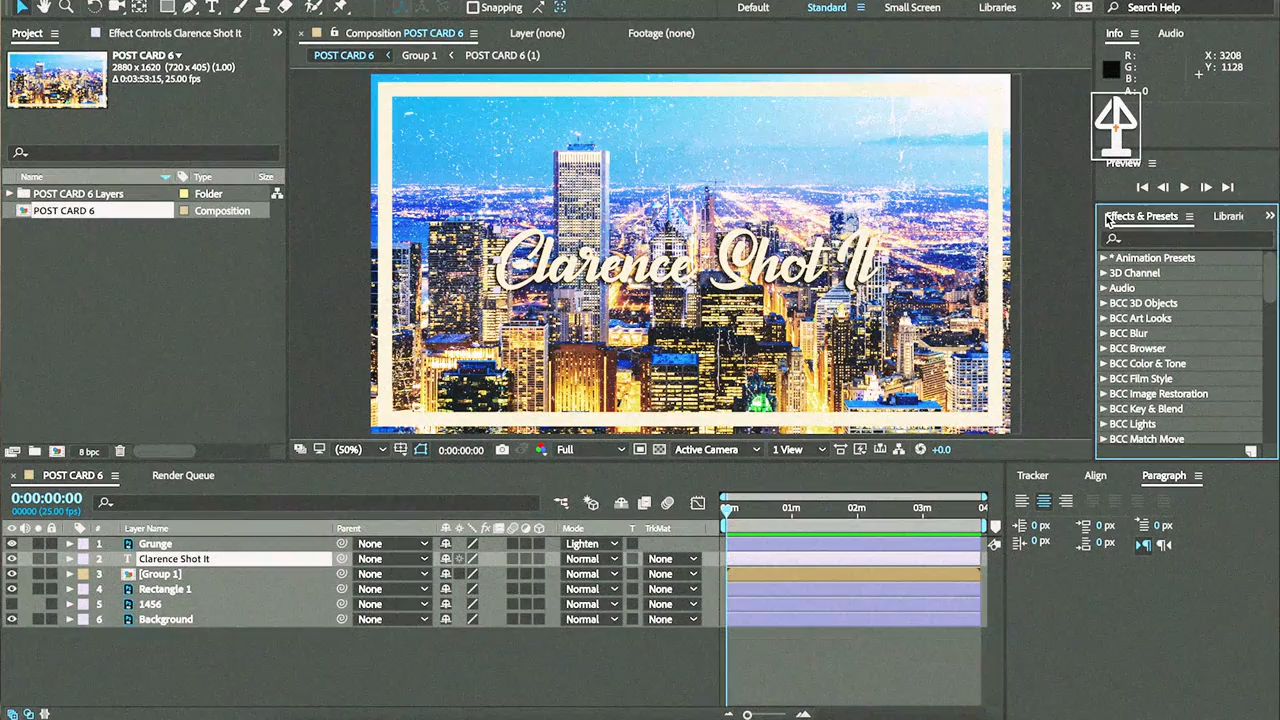 Snapping
Default
Standard
Small Screen
Libraries
Search Help
Project
Effect Controls Clarence Shot It
Composition POST CARD 6
Layer (none)
Footage (none)
Info
Audio
POST CARD 6
2880 x 1620 (720 x 405) (1.00)
Δ 0:03:53:15, 25.00 fps
POST CARD 6
Group 1
POST CARD 6 (1)
R:
G:
B:
A: 0
X: 3208
Y: 1128
Preview
Name
Type
Size
POST CARD 6 Layers
Folder
POST CARD 6
Composition
Clarence Shot It
Effects & Presets
Librari
* Animation Presets
3D Channel
Audio
BCC 3D Objects
BCC Art Looks
BCC Blur
BCC Browser
BCC Color & Tone
BCC Film Style
BCC Image Restoration
BCC Key & Blend
BCC Lights
BCC Match Move
8 bpc
(50%)
0:00:00:00
Full
Active Camera
1 View
+0.0
POST CARD 6
Render Queue
Tracker
Align
Paragraph
0:00:00:00
00000 (25.00 fps)
01m
02m
03m
04
0 px
0 px
0 px
0 px
0 px
# Layer Name
Parent
Mode
T TrkMat
1 Grunge None Lighten
2 T Clarence Shot It None Normal None
3 [Group 1] None Normal None
4 Rectangle 1 None Normal None
5 1456 None Normal None
6 Background None Normal None